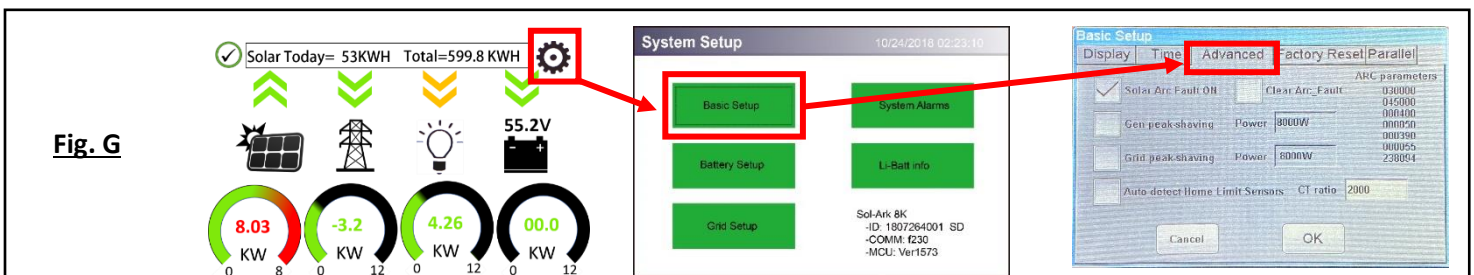 Fig. G
Solar Today= 53KWH Total=599.8 KWH
55.2V
- +
8.03
KW
0 8
-3.2
KW
0 12
4.26
KW
0 12
00.0
KW
0 12
System Setup 10/24/2018 02:23:10
Basic Setup System Alarms
Battery Setup Li-Batt info
Grid Setup
Sol-Ark 8K
-ID: 1807264001 SD
-COMM: f230
-MCU: Ver1573
Basic Setup
Display Time Advanced Factory Reset Parallel
ARC parameters
Solar Arc Fault ON Clear Arc_Fault
030000
045000
000400
000050
000390
000055
230094
Gen peak-shaving Power 8000W
Grid peak-shaving Power 8000W
Auto detect Home Limit Sensors CT ratio 2000
Cancel OK